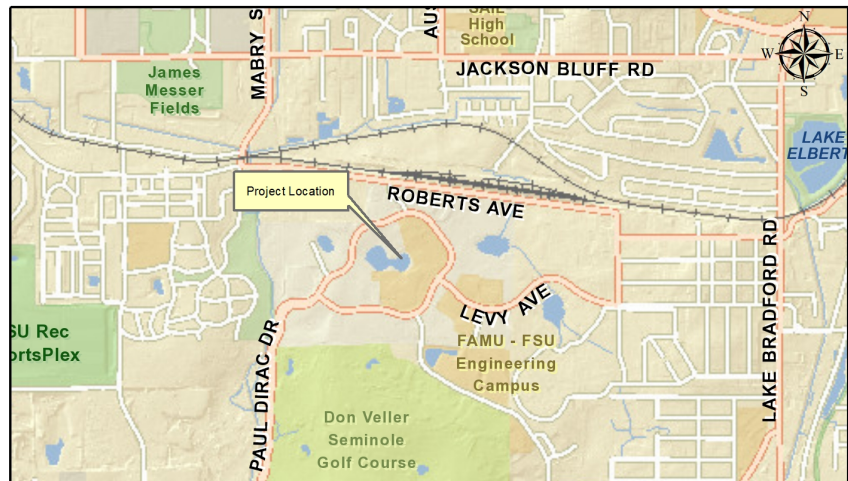 SAIL
High
School
AUS
MABRY S
N
W
E
S
JACKSON BLUFF RD
James
Messer
Fields
LAKE
ELBERT
Project Location
ROBERTS AVE
LEVY AVE
LAKE BRADFORD RD
SU Rec
ortsPlex
PAUL DIRAC DR
FAMU - FSU
Engineering
Campus
Don Veller
Seminole
Golf Course